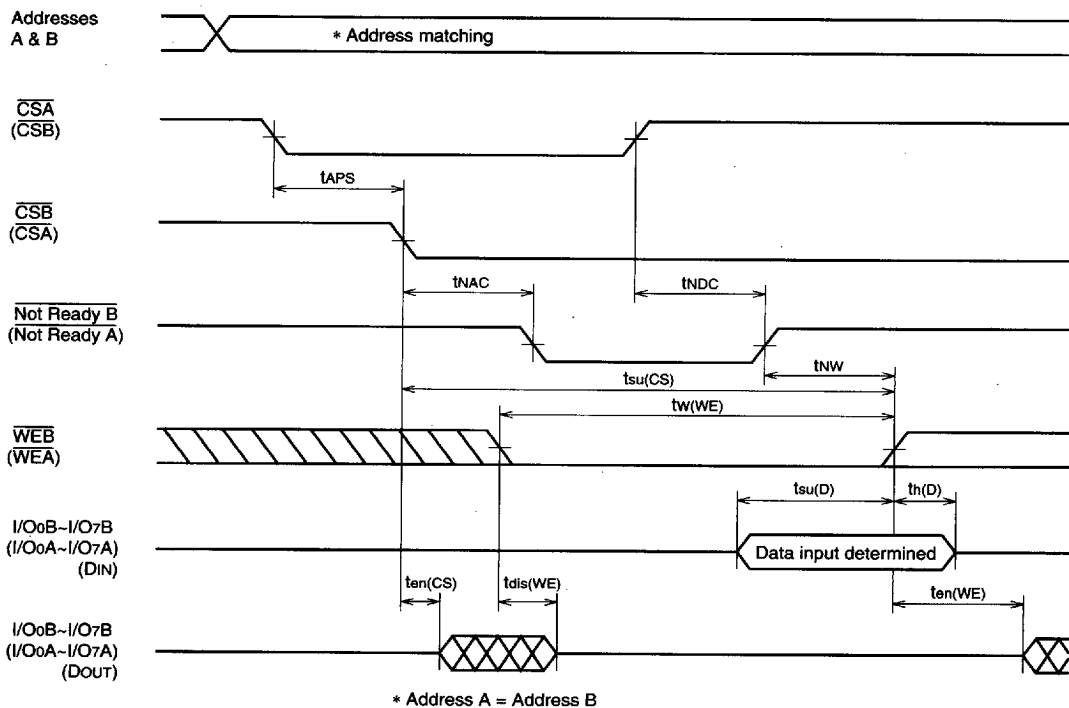 Addresses
A & B
* Address matching
CSA
(CSB)
tAPS
CSB
(CSA)
tNAC
tNDC
Not Ready B
(Not Ready A)
tNW
tsu(CS)
tw(WE)
WEB
(WEA)
tsu(D)
th(D)
I/O0B~I/O7B
(I/O0A~I/O7A)
(DIN)
Data input determined
ten(CS)
tdis(WE)
ten(WE)
I/O0B~I/O7B
(I/O0A~I/O7A)
(DOUT)
* Address A = Address B